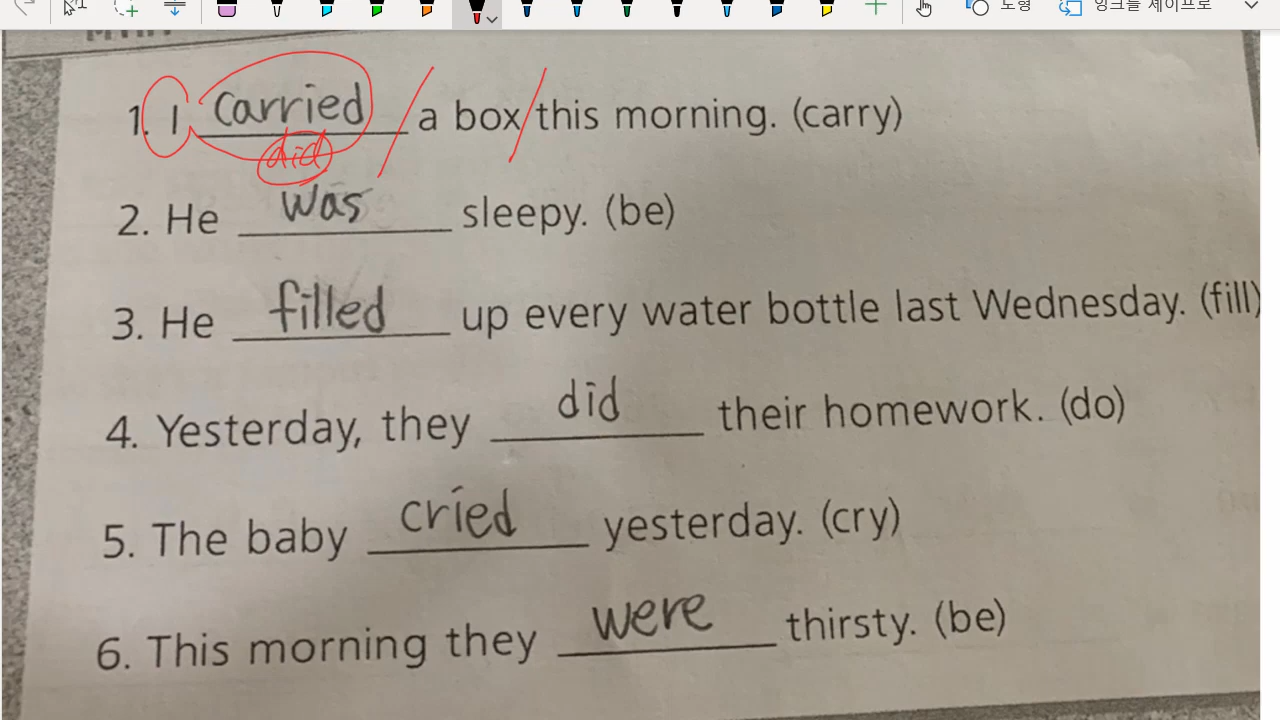 도형
잉크를 셰이프로
1. I carried a box this morning. (carry)
did
2. He was sleepy. (be)
3. He filled up every water bottle last Wednesday. (fill)
4. Yesterday, they did their homework. (do)
5. The baby cried yesterday. (cry)
6. This morning they were thirsty. (be)